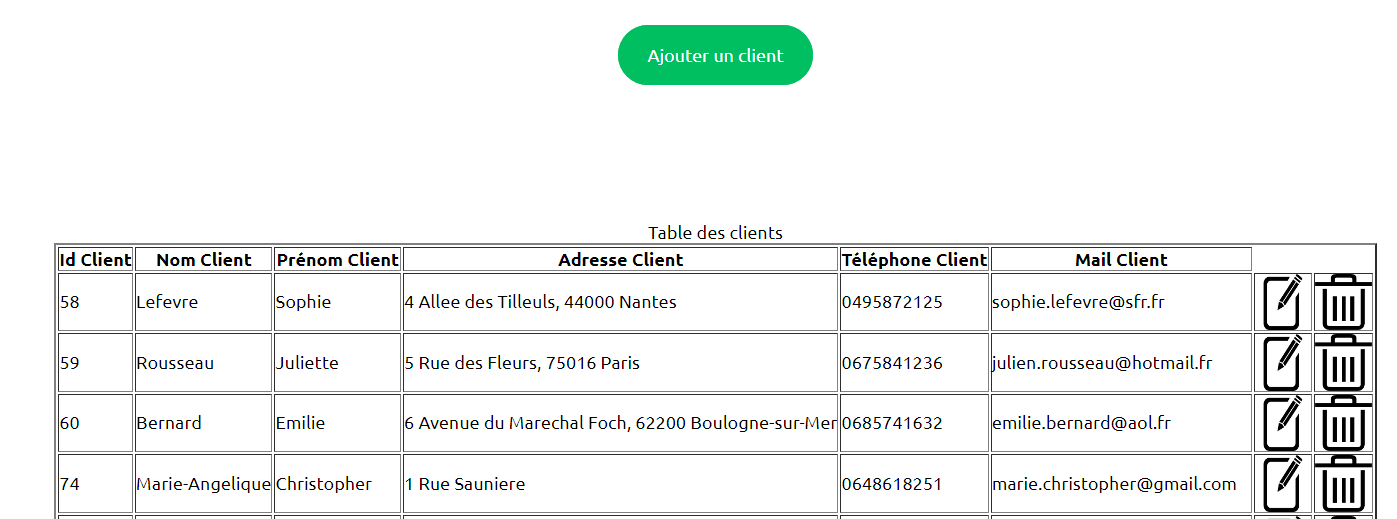 Ajouter un client
Table des clients
Id Client Nom Client Prénom Client Adresse Client Téléphone Client Mail Client
58 Lefevre Sophie 4 Allee des Tilleuls, 44000 Nantes 0495872125 sophie.lefevre@sfr.fr
59 Rousseau Juliette 5 Rue des Fleurs, 75016 Paris 0675841236 julien.rousseau@hotmail.fr
60 Bernard Emilie 6 Avenue du Marechal Foch, 62200 Boulogne-sur-Mer 0685741632 emilie.bernard@aol.fr
74 Marie-Angelique Christopher 1 Rue Sauniere 0648618251 marie.christopher@gmail.com